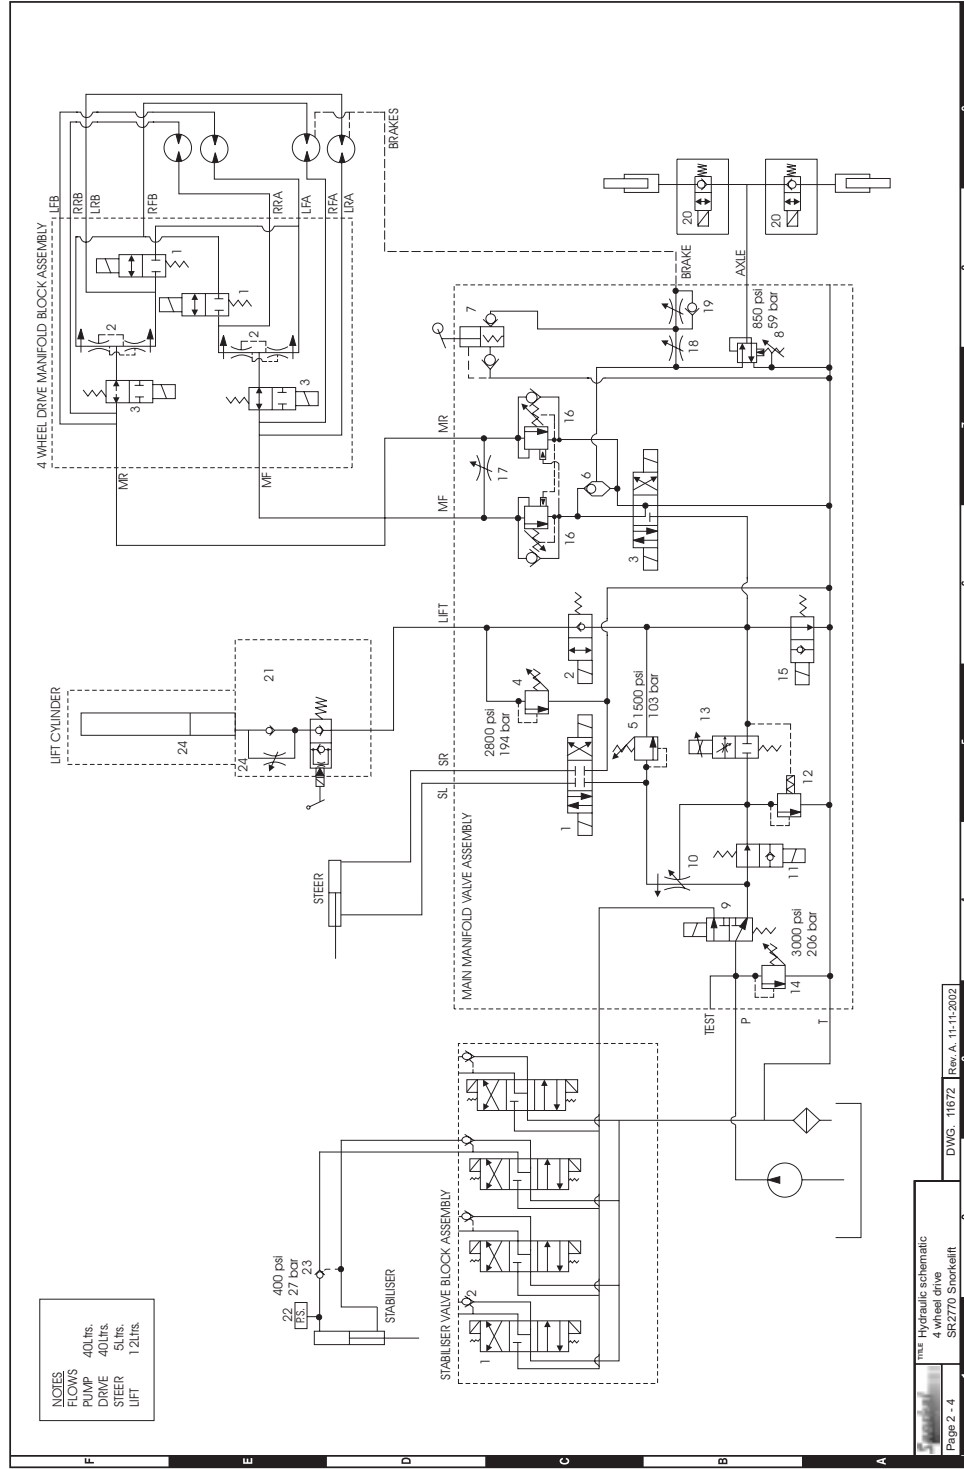 NOTES
FLOWS
PUMP 40Ltrs.
DRIVE 40Ltrs.
STEER 5Ltrs.
LIFT 12Ltrs.
400 psi
27 bar
22
P.S.
23
STABILISER
STABILISER VALVE BLOCK ASSEMBLY
1
2
STEER
LIFT CYLINDER
24
24
21
4 WHEEL DRIVE MANIFOLD BLOCK ASSEMBLY
MR
MF
3
3
2
2
1
1
LFB
RRB
LRB
RFB
RRA
LFA
RFA
LRA
BRAKES
MAIN MANIFOLD VALVE ASSEMBLY
SL
SR
LIFT
MF
MR
1
2800 psi
194 bar
4
2
5
1500 psi
103 bar
3
16
16
17
6
7
18
19
BRAKE
AXLE
850 psi
59 bar
8
20
20
TEST
P
T
14
3000 psi
206 bar
9
10
11
12
13
15
TITLE Hydraulic schematic
4 wheel drive
SR2770 Snorkelift
DWG. 11672
Rev. A. 11-11-2002
Page 2 - 4
F
E
D
C
B
A